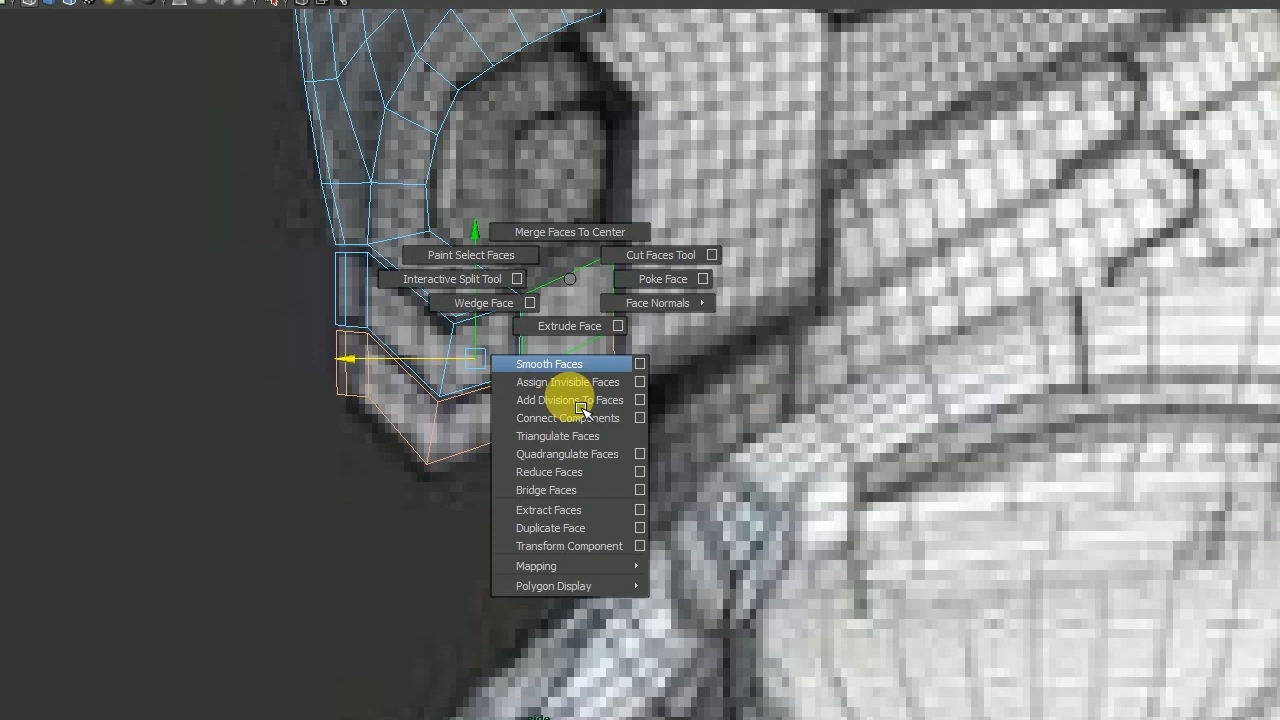 Merge Faces To Center
Paint Select Faces
Cut Faces Tool
Interactive Split Tool
Poke Face
Wedge Face
Face Normals
Extrude Face
Smooth Faces
Assign Invisible Faces
Add Divisions To Faces
Connect Components
Triangulate Faces
Quadrangulate Faces
Reduce Faces
Bridge Faces
Extract Faces
Duplicate Face
Transform Component
Mapping
Polygon Display
side